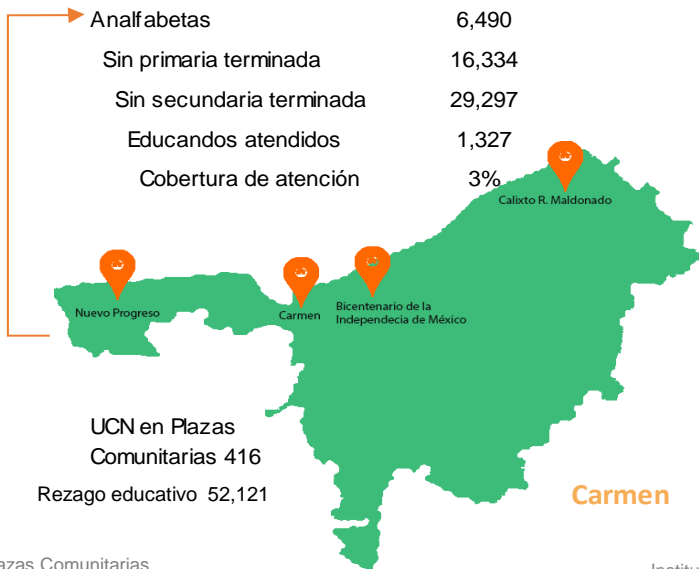 Analfabetas 6,490
Sin primaria terminada 16,334
Sin secundaria terminada 29,297
Educandos atendidos 1,327
Cobertura de atención 3%
Calixto R. Maldonado
Nuevo Progreso
Carmen
Bicentenario de la
Independecia de México
UCN en Plazas
Comunitarias 416
Rezago educativo 52,121
Carmen
Comunitarias